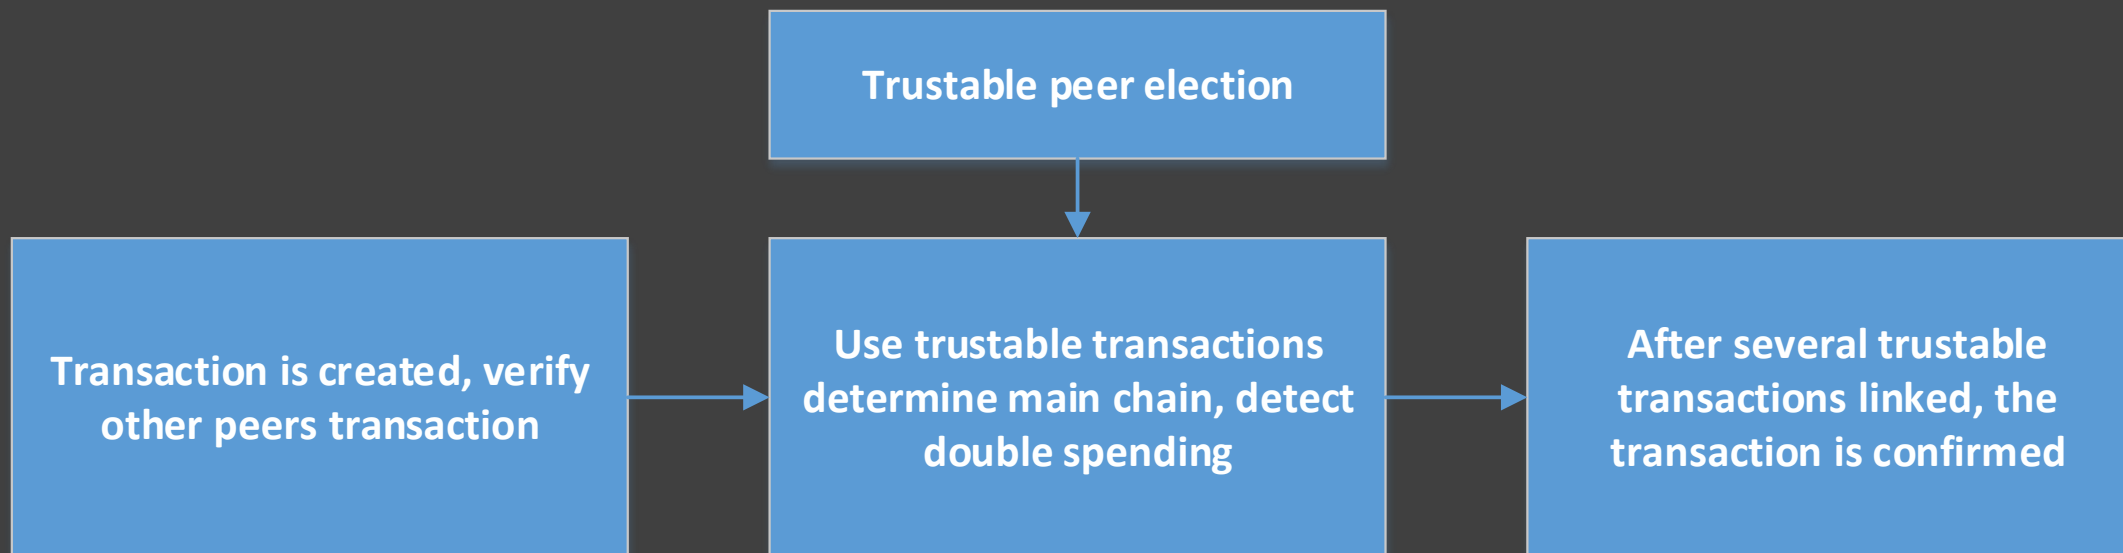 Trustable peer election
Transaction is created, verify
other peers transaction
Use trustable transactions
determine main chain, detect
double spending
After several trustable
transactions linked, the
transaction is confirmed